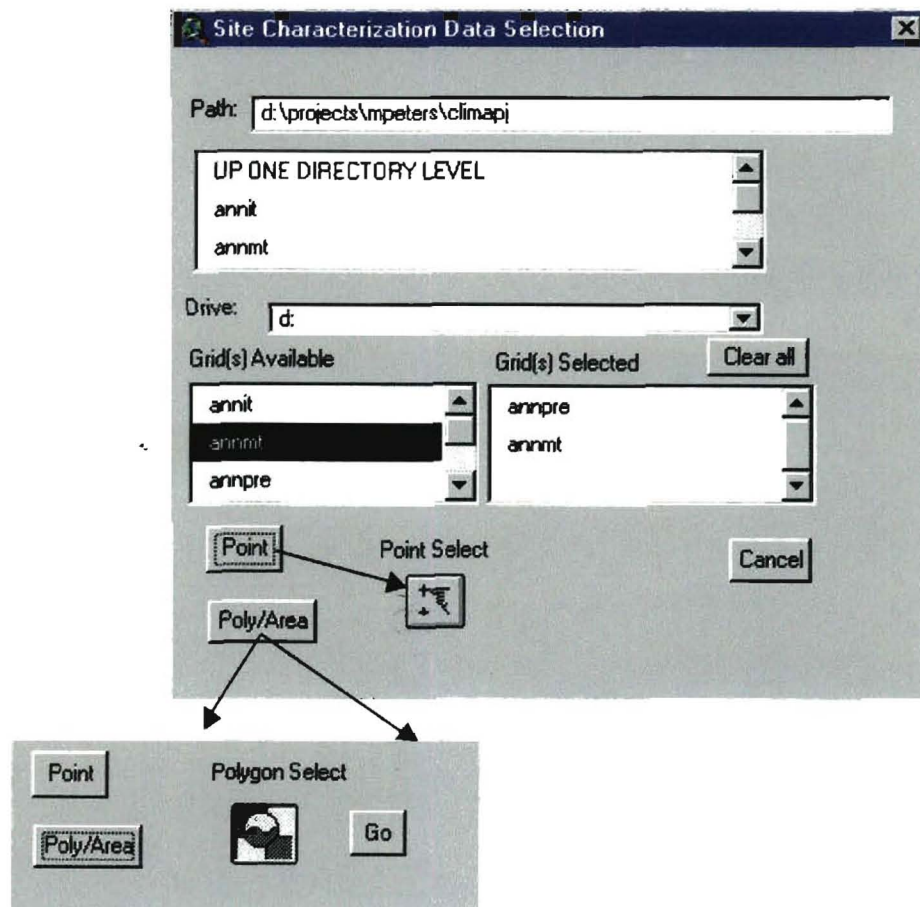 Site Characterization Data Selection
Path: d:\projects\mpeters\climapj
UP ONE DIRECTORY LEVEL
annit
annmt
Drive: d:
Grid(s) Available
Grid(s) Selected
Clear all
annit
annmt
annpre
annpre
annmt
Point
Point Select
Cancel
Poly/Area
Point
Polygon Select
Poly/Area
Go